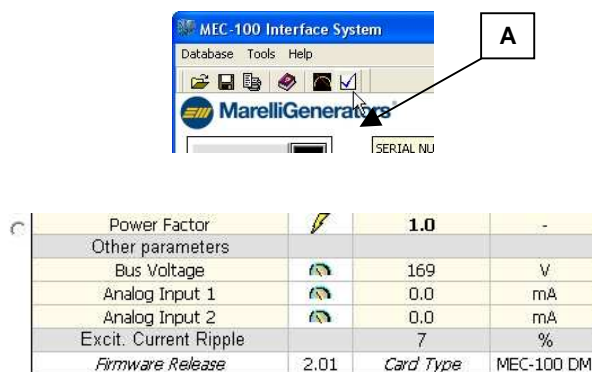 MEC-100 Interface System
A
Database Tools Help
MarelliGenerators
SERIAL NU
Power Factor 1.0 -
Other parameters
Bus Voltage 169 V
Analog Input 1 0.0 mA
Analog Input 2 0.0 mA
Excit. Current Ripple 7 %
Firmware Release 2.01 Card Type MEC-100 DM